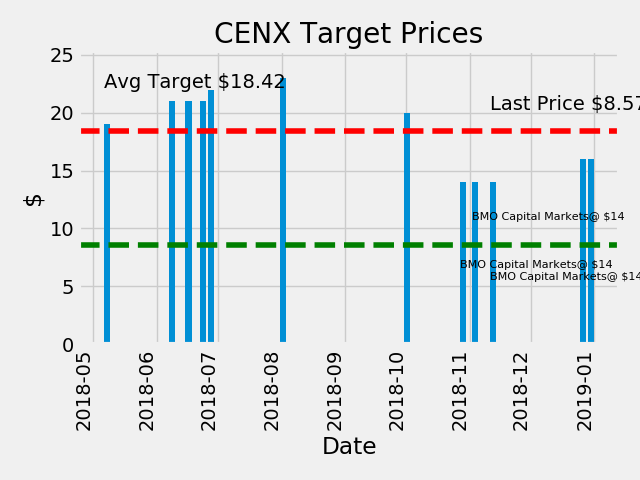 CENX Target Prices
25
Avg Target $18.42
Last Price $8.57
20
15
$
BMO Capital Markets@ $14
10
BMO Capital Markets@ $14
BMO Capital Markets@ $14
5
0
2018-05
2018-06
2018-07
2018-08
2018-09
2018-10
2018-11
2018-12
2019-01
Date